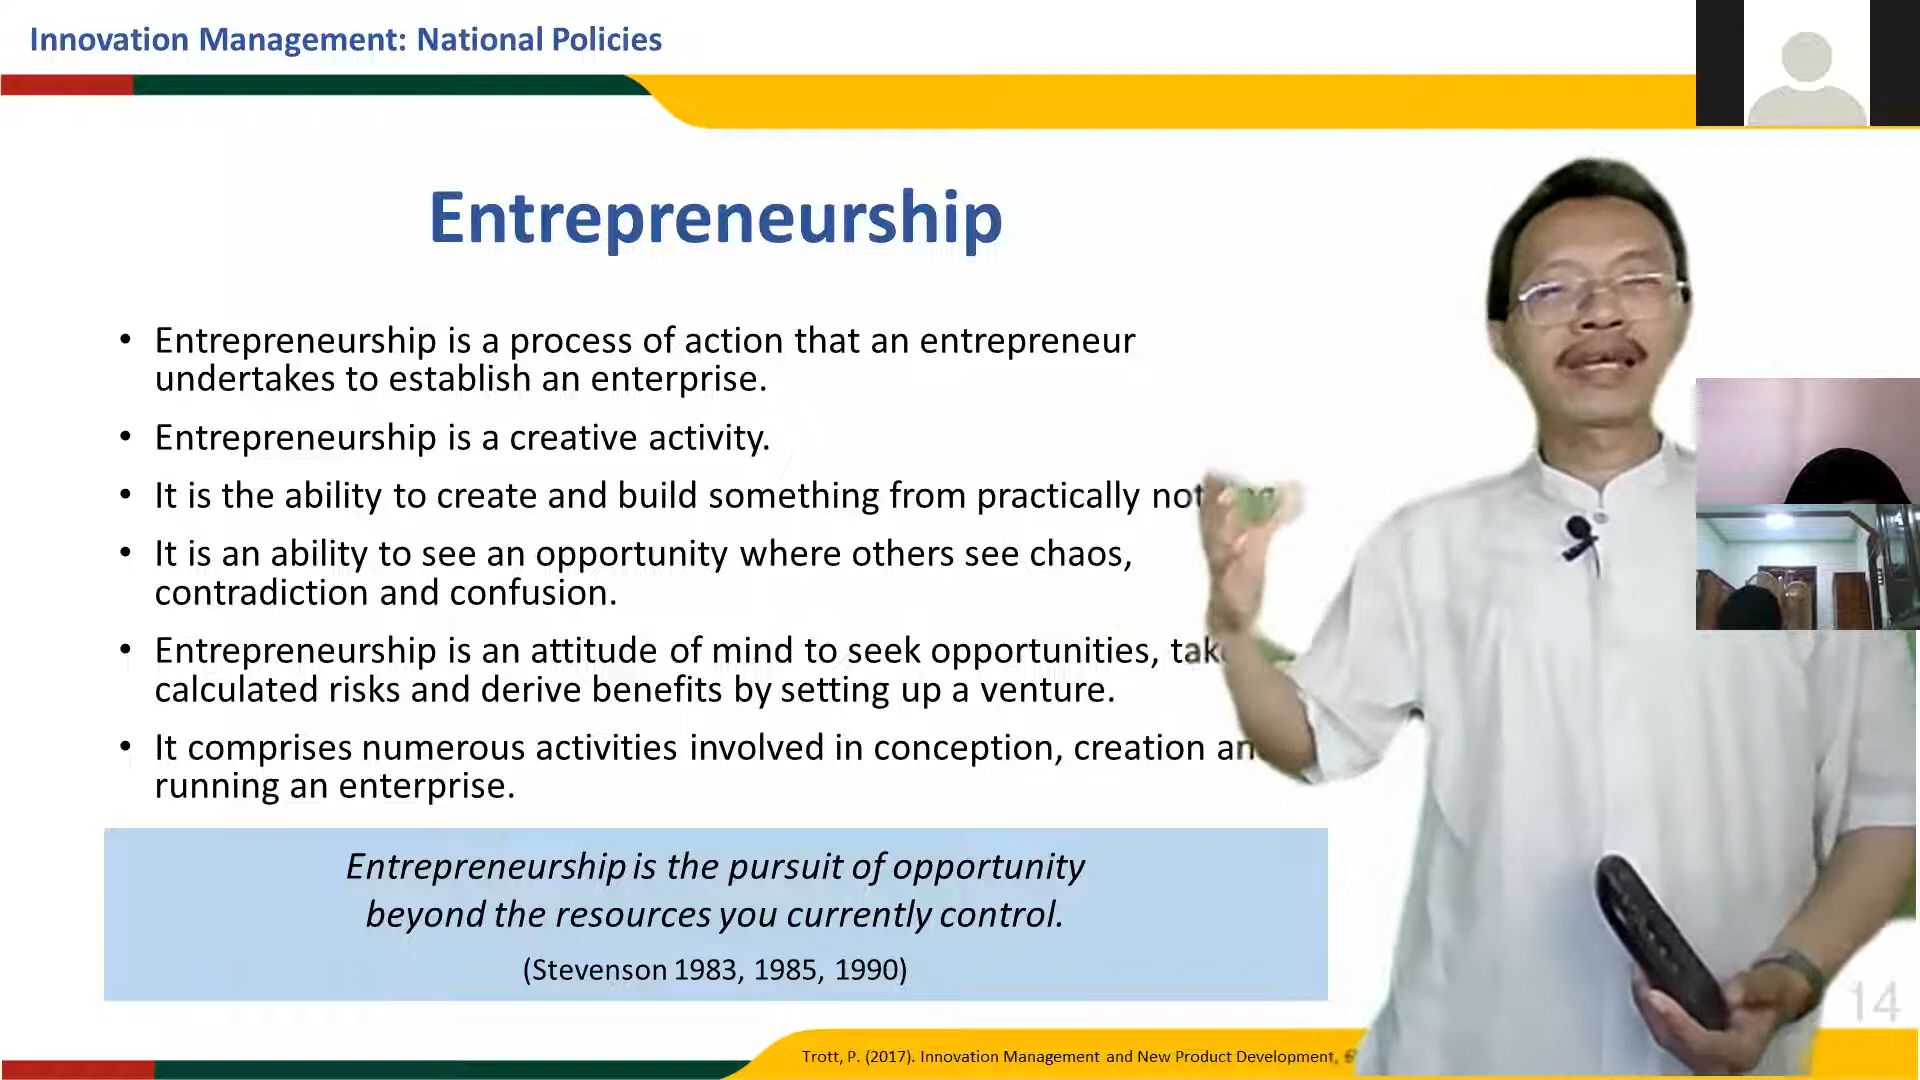 Innovation Management: National Policies
Entrepreneurship
• Entrepreneurship is a process of action that an entrepreneur
undertakes to establish an enterprise.
• Entrepreneurship is a creative activity.
• It is the ability to create and build something from practically
• It is an ability to see an opportunity where others see chaos,
contradiction and confusion.
• Entrepreneurship is an attitude of mind to seek opportunities,
calculated risks and derive benefits by setting up a venture.
• It comprises numerous activities involved in conception, creation
running an enterprise.
Entrepreneurship is the pursuit of opportunity
beyond the resources you currently control.
(Stevenson 1983, 1985, 1990)
14
Trott, P. (2017). Innovation Management and New Product Development,